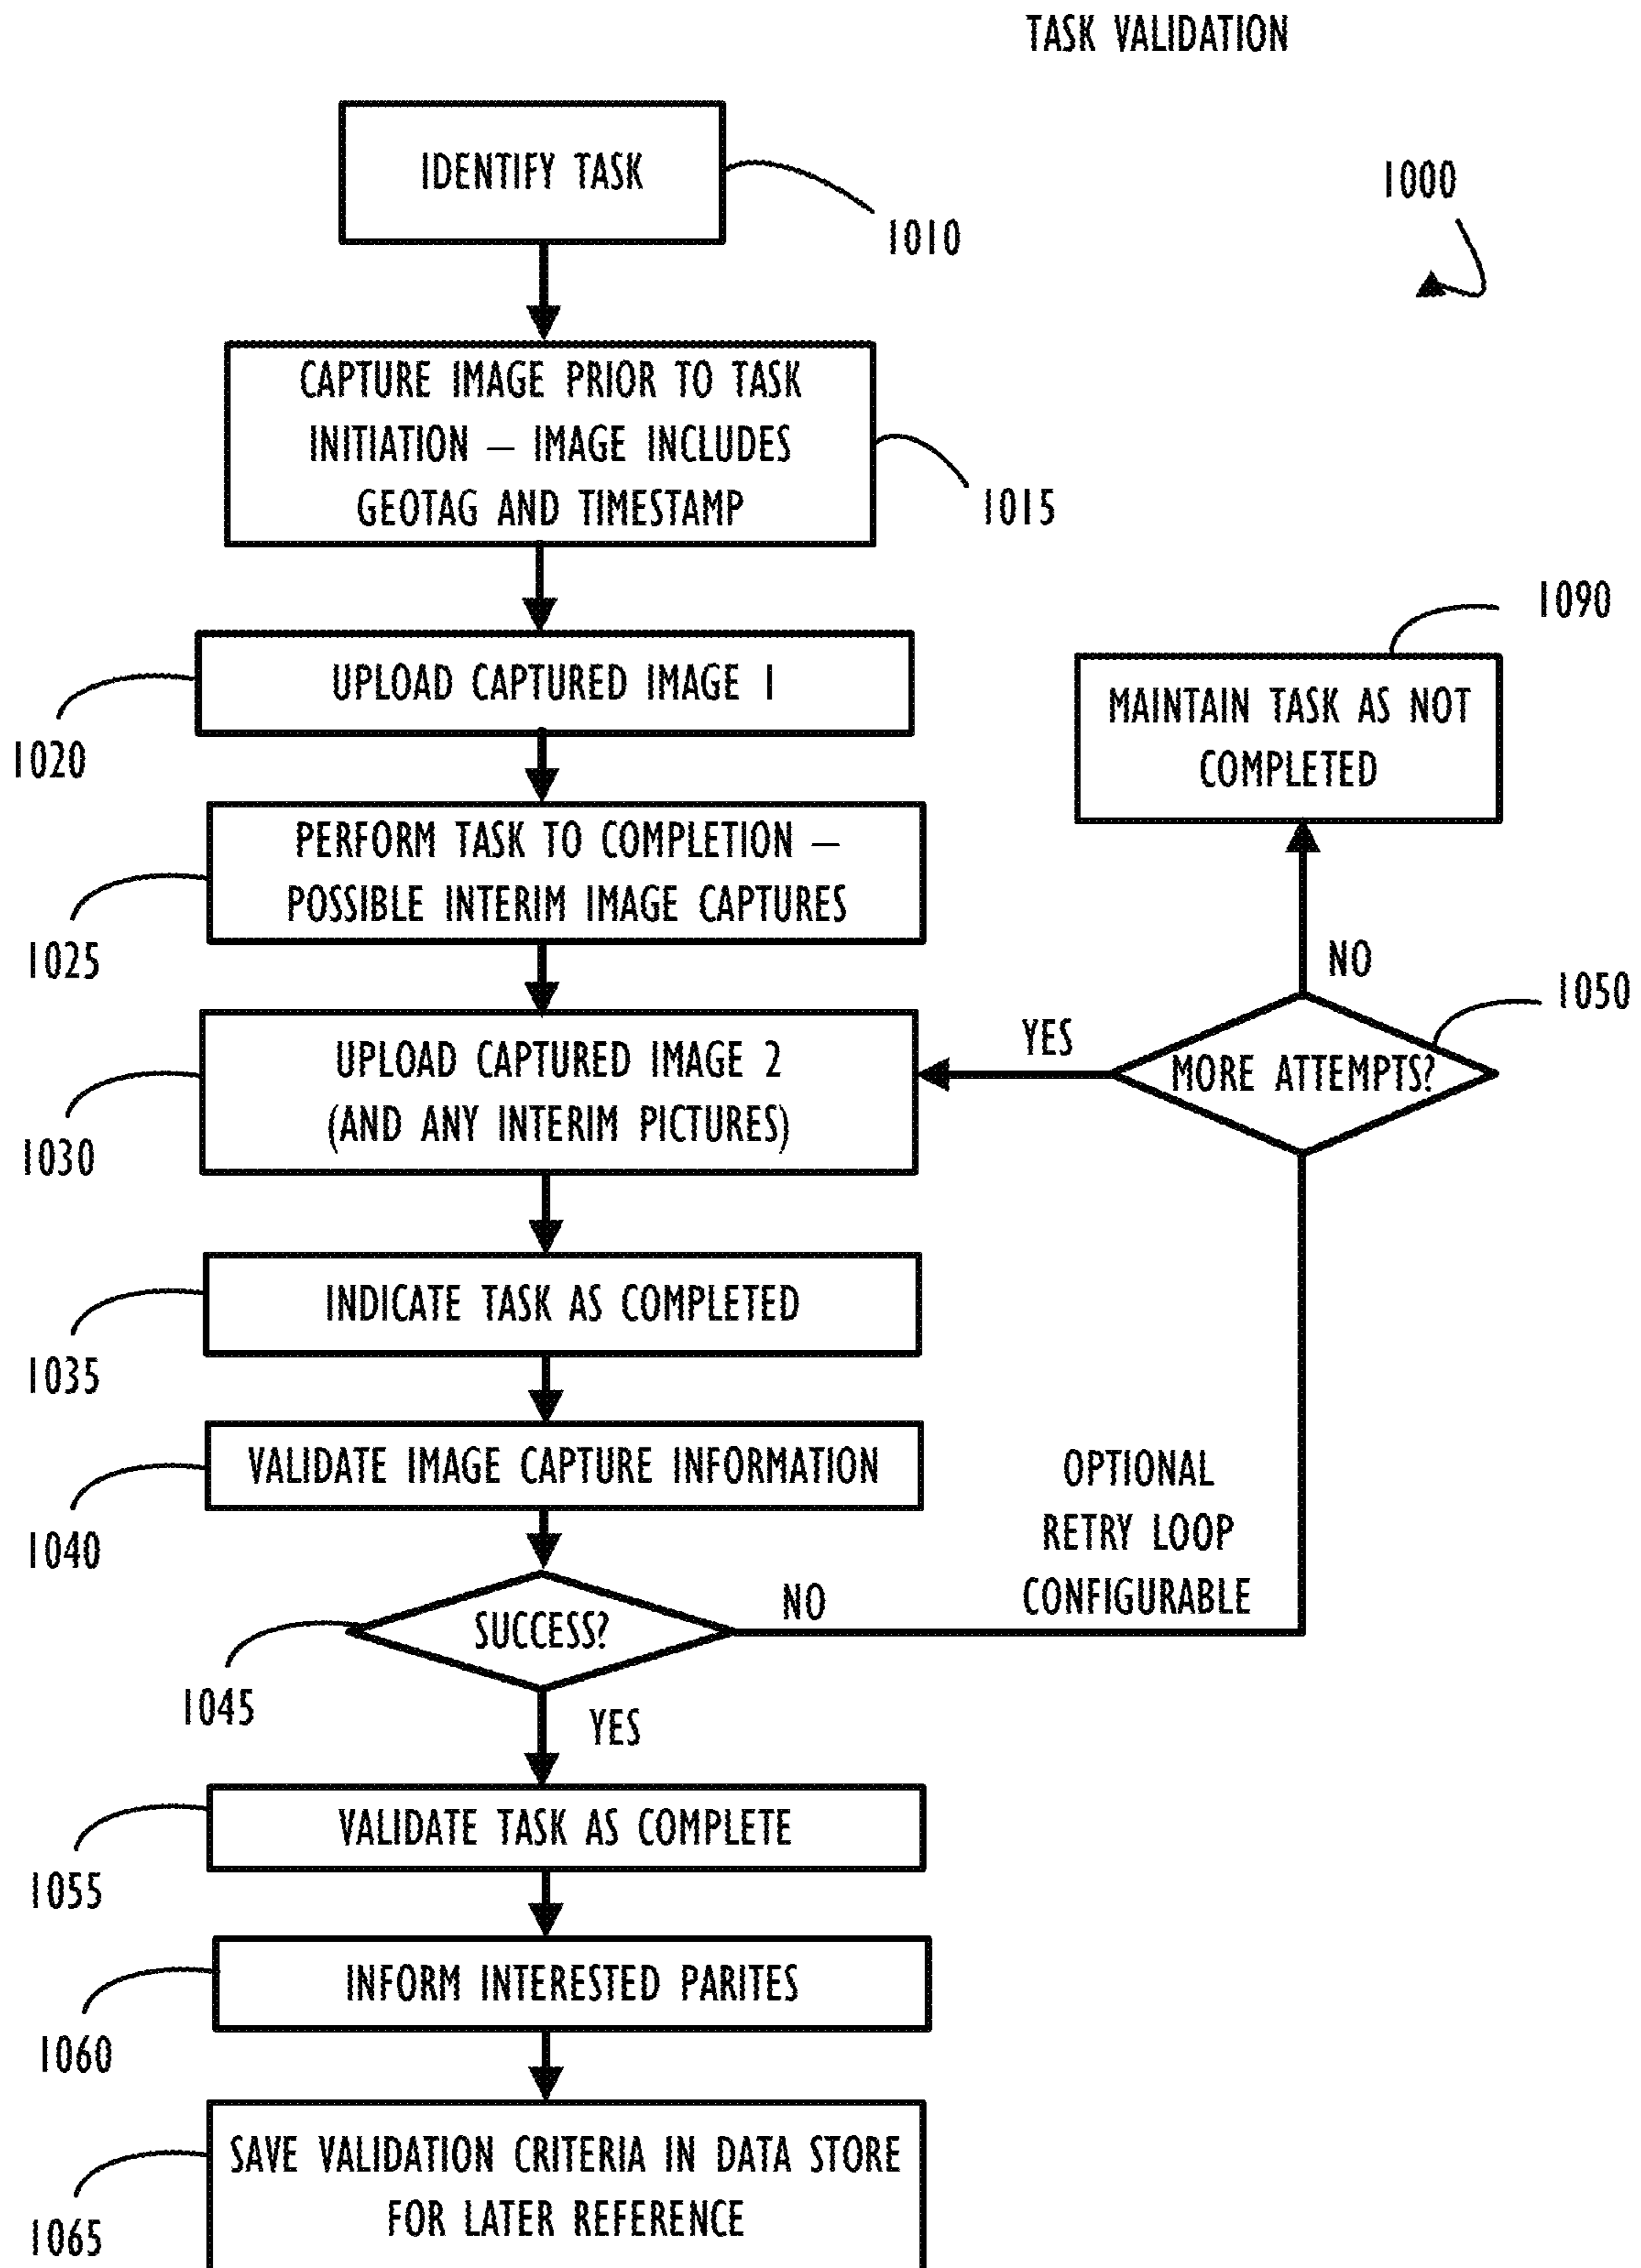 TASK VALIDATION
IDENTIFY TASK
1010
1000
CAPTURE IMAGE PRIOR TO TASK
INITIATION – IMAGE INCLUDES
GEOTAG AND TIMESTAMP
1015
UPLOAD CAPTURED IMAGE 1
1020
PERFORM TASK TO COMPLETION –
POSSIBLE INTERIM IMAGE CAPTURES
1025
UPLOAD CAPTURED IMAGE 2
(AND ANY INTERIM PICTURES)
1030
1090
MAINTAIN TASK AS NOT
COMPLETED
NO
1050
YES
MORE ATTEMPTS?
INDICATE TASK AS COMPLETED
1035
VALIDATE IMAGE CAPTURE INFORMATION
1040
OPTIONAL
RETRY LOOP
CONFIGURABLE
SUCCESS?
NO
1045
YES
VALIDATE TASK AS COMPLETE
1055
INFORM INTERESTED PARITES
1060
SAVE VALIDATION CRITERIA IN DATA STORE
FOR LATER REFERENCE
1065